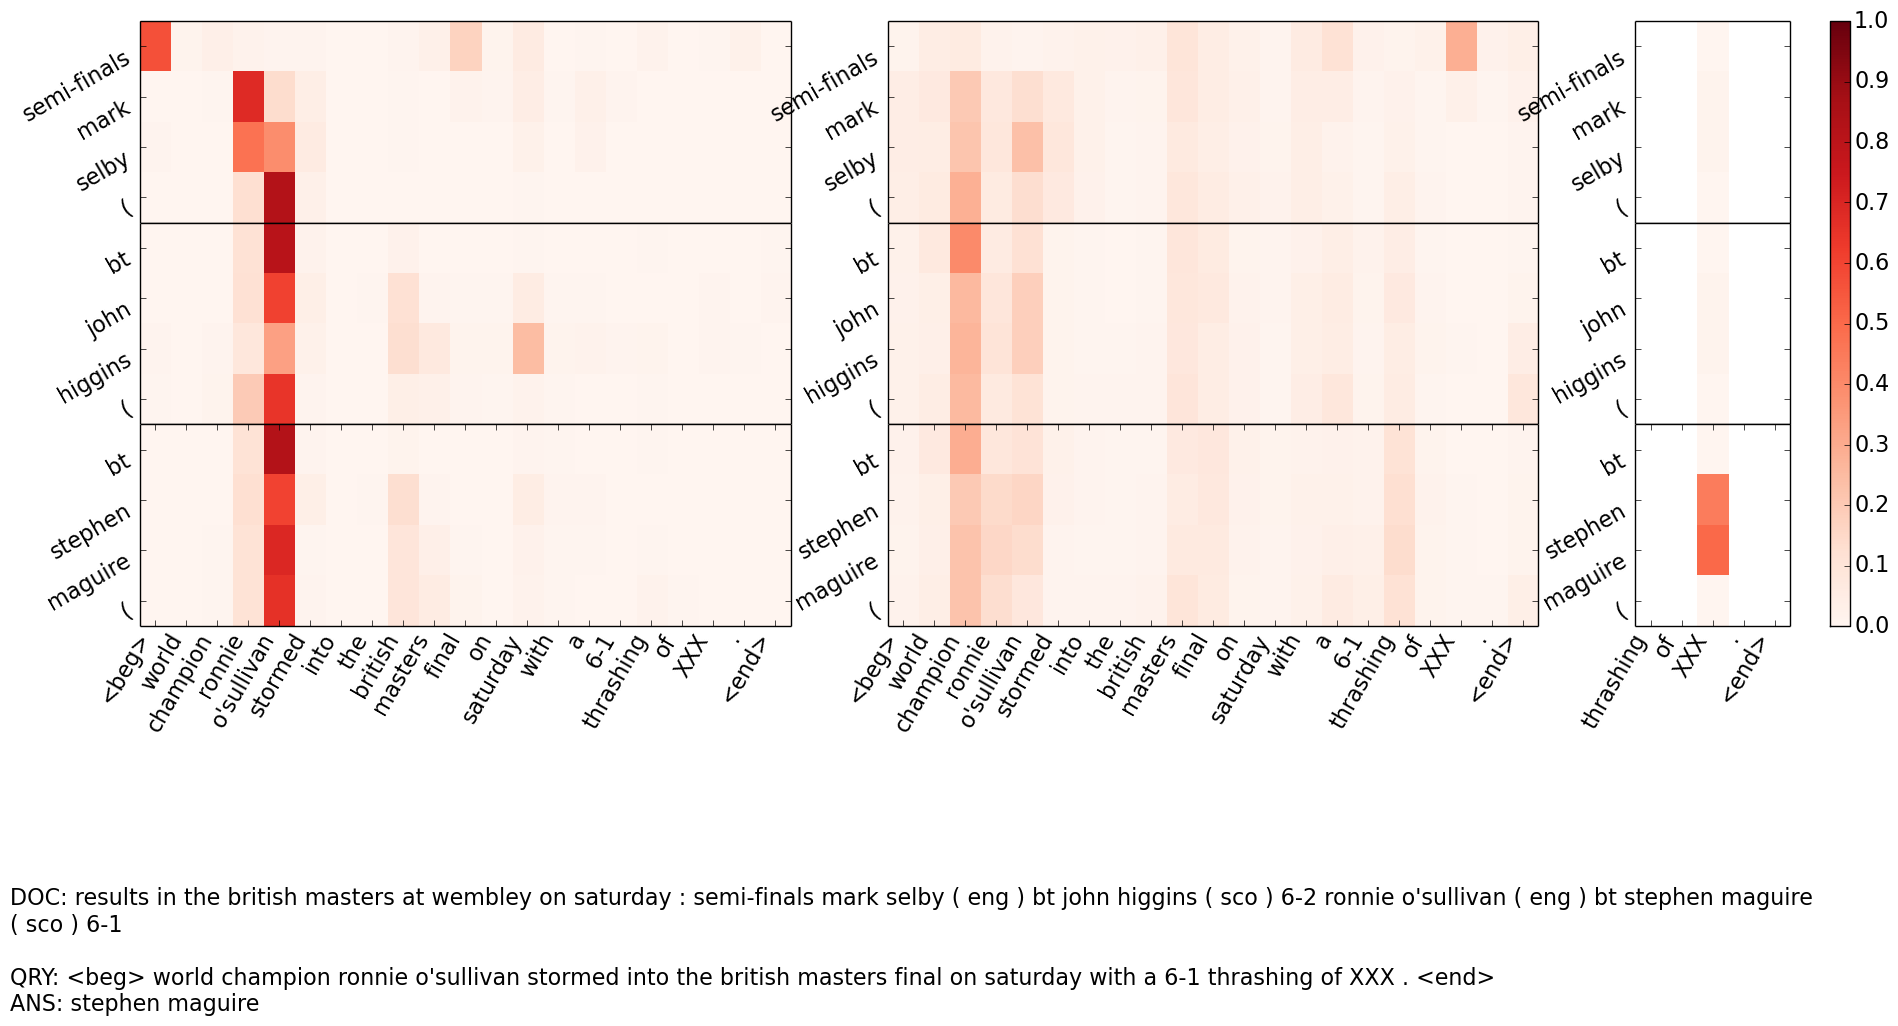 semi-finals
mark
selby
(
bt
john
higgins
(
bt
stephen
maguire
(
<beg>
world
champion
ronnie
o'sullivan
stormed
into
the
british
masters
final
on
saturday
with
a
6-1
thrashing
of
XXX
.
<end>
semi-finals
mark
selby
(
bt
john
higgins
(
bt
stephen
maguire
(
<beg>
world
champion
ronnie
o'sullivan
stormed
into
the
british
masters
final
on
saturday
with
a
6-1
thrashing
of
XXX
.
<end>
semi-finals
mark
selby
(
bt
john
higgins
(
bt
stephen
maguire
(
thrashing
of
XXX
.
<end>
1.0
0.9
0.8
0.7
0.6
0.5
0.4
0.3
0.2
0.1
0.0
DOC: results in the british masters at wembley on saturday : semi-finals mark selby ( eng ) bt john higgins ( sco ) 6-2 ronnie o'sullivan ( eng ) bt stephen maguire
( sco ) 6-1
QRY: <beg> world champion ronnie o'sullivan stormed into the british masters final on saturday with a 6-1 thrashing of XXX . <end>
ANS: stephen maguire